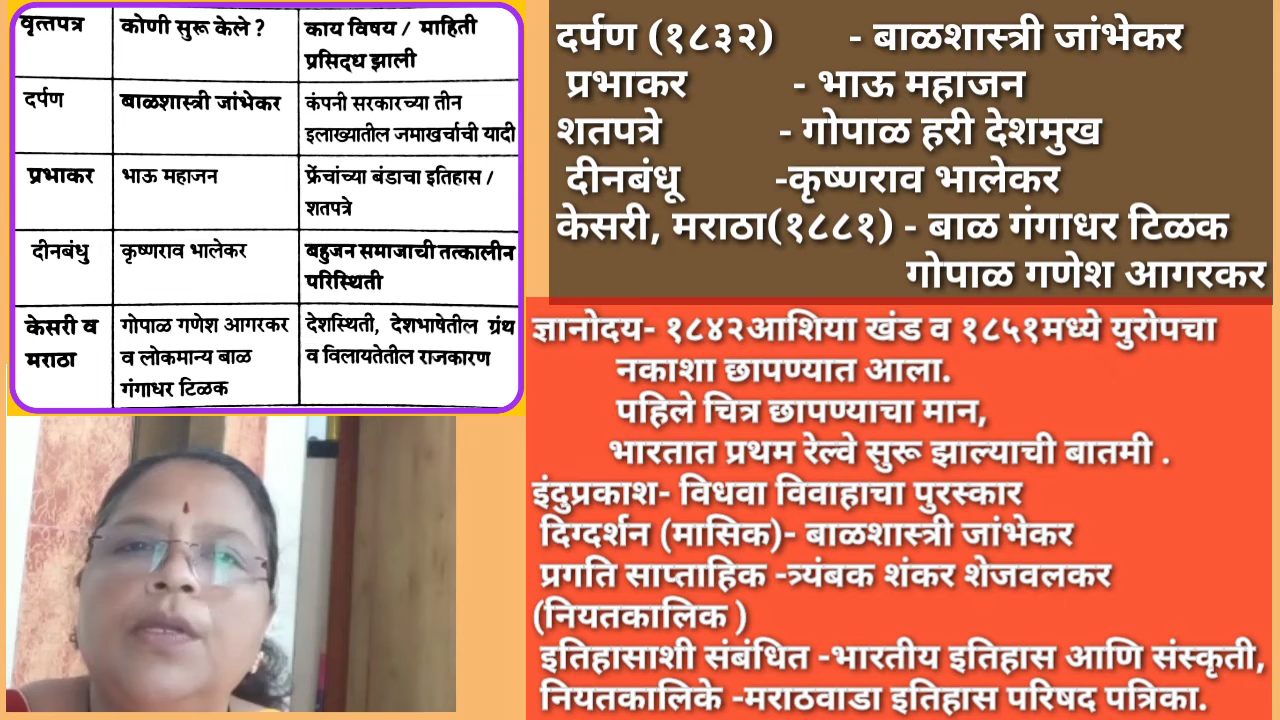 वृत्तपत्र कोणी सुरू केले ? काय विषय / माहिती
प्रसिद्ध झाली
दर्पण बाळशास्त्री जांभेकर कंपनी सरकारच्या तीन
इलाख्यातील जमाखर्चाची यादी
प्रभाकर भाऊ महाजन फ्रेंचांच्या बंडाचा इतिहास /
शतपत्रे
दीनबंधु कृष्णराव भालेकर बहुजन समाजाची तत्कालीन
परिस्थिती
केसरी व गोपाळ गणेश आगरकर देशस्थिती, देशभाषेतील ग्रंथ
मराठा व लोकमान्य बाळ व विलायतेतील राजकारण
गंगाधर टिळक
दर्पण (१८३२) - बाळशास्त्री जांभेकर
प्रभाकर - भाऊ महाजन
शतपत्रे - गोपाळ हरी देशमुख
दीनबंधू -कृष्णराव भालेकर
केसरी, मराठा(१८८१) - बाळ गंगाधर टिळक
गोपाळ गणेश आगरकर
ज्ञानोदय- १८४२आशिया खंड व १८५१मध्ये युरोपचा
नकाशा छापण्यात आला.
पहिले चित्र छापण्याचा मान,
भारतात प्रथम रेल्वे सुरू झाल्याची बातमी .
इंदुप्रकाश- विधवा विवाहाचा पुरस्कार
दिग्दर्शन (मासिक)- बाळशास्त्री जांभेकर
प्रगति साप्ताहिक -त्र्यंबक शंकर शेजवलकर
(नियतकालिक )
इतिहासाशी संबंधित -भारतीय इतिहास आणि संस्कृती,
नियतकालिके -मराठवाडा इतिहास परिषद पत्रिका.